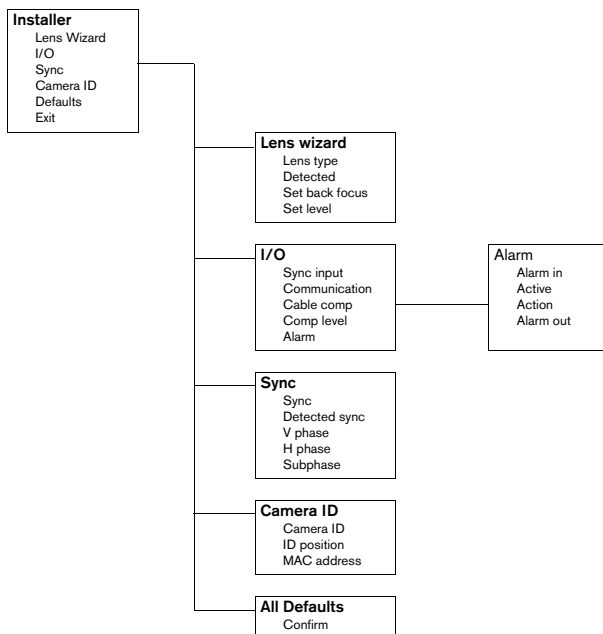 Installer
Lens Wizard
I/O
Sync
Camera ID
Defaults
Exit
Lens wizard
Lens type
Detected
Set back focus
Set level
I/O
Sync input
Communication
Cable comp
Comp level
Alarm
Alarm
Alarm in
Active
Action
Alarm out
Sync
Sync
Detected sync
V phase
H phase
Subphase
Camera ID
Camera ID
ID position
MAC address
All Defaults
Confirm